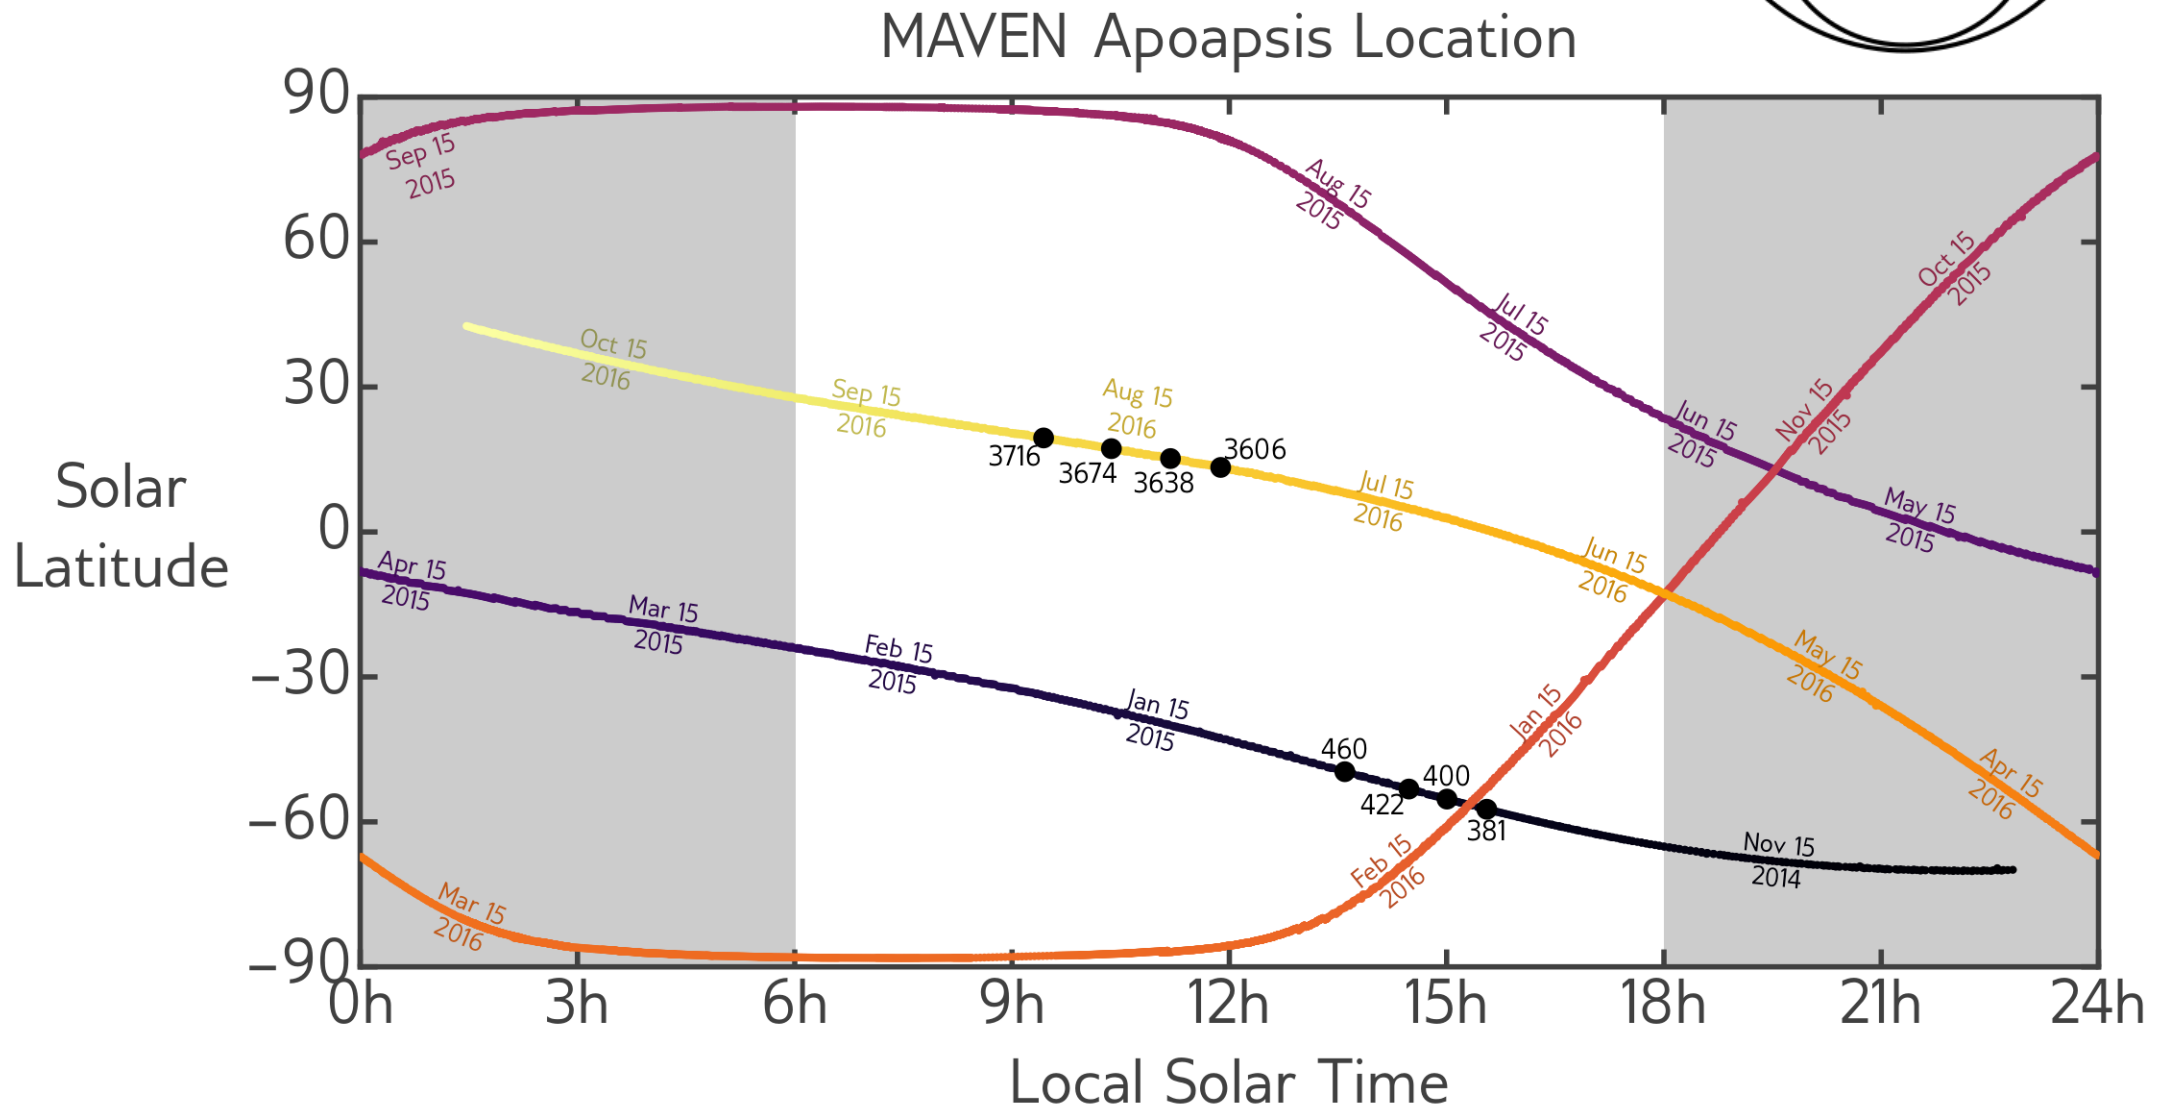 MAVEN Apoapsis Location
90
60
30
0
−30
−60
−90
Solar
Latitude
Sep 15
2015
Aug 15
2015
Jul 15
2015
Jun 15
2015
May 15
2015
Oct 15
2015
Nov 15
2015
Oct 15
2016
Sep 15
2016
Aug 15
2016
3716
3674
3638
3606
Jul 15
2016
Jun 15
2016
May 15
2016
Apr 15
2016
Apr 15
2015
Mar 15
2015
Feb 15
2015
Jan 15
2015
460
422
400
381
Nov 15
2014
Jan 15
2016
Feb 15
2016
Mar 15
2016
0h 3h 6h 9h 12h 15h 18h 21h 24h
Local Solar Time